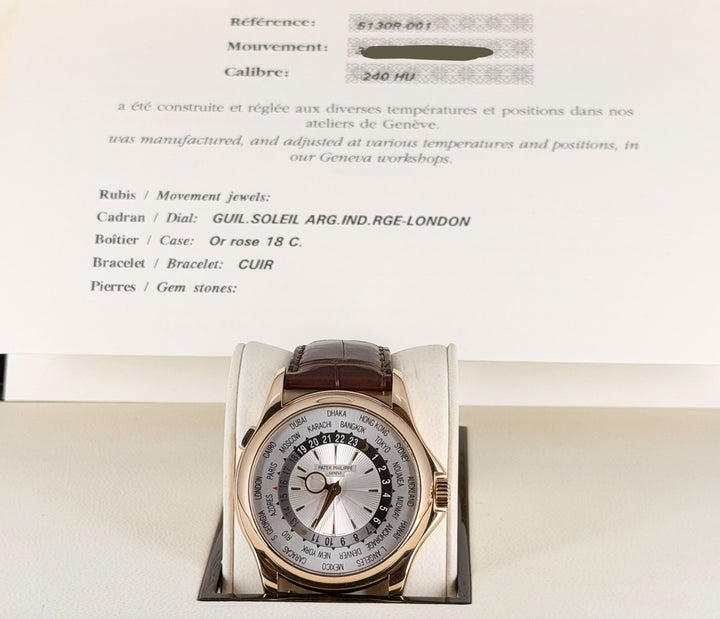 Référence: 5130R-001
Mouvement:
Calibre: 240 HU
a été construite et réglée aux diverses températures et positions dans nos
ateliers de Genève.
was manufactured, and adjusted at various temperatures and positions, in
our Geneva workshops.
Rubis / Movement jewels:
Cadran / Dial: GUIL.SOLEIL ARG.IND.RGE-LONDON
Boîtier / Case: Or rose 18 C.
Bracelet / Bracelet: CUIR
Pierres / Gem stones:
DHAKA
HONG KONG
SYDNEY
AUCKLAND
HAWAII
L.ANGELES
MEXICO
CARACAS
S.GEORGIA
LONDON
CAIRO
DUBAI
KARACHI
BANGKOK
TOKYO
NOUMEA
MIDWAY
ANCHORAGE
DENVER
NEW YORK
RIO
AZORES
PARIS
MOSCOW
18 19 20 21 22 23
1 2 3 4 5 6 7 8 9 10 11
PATEK PHILIPPE
GENEVE